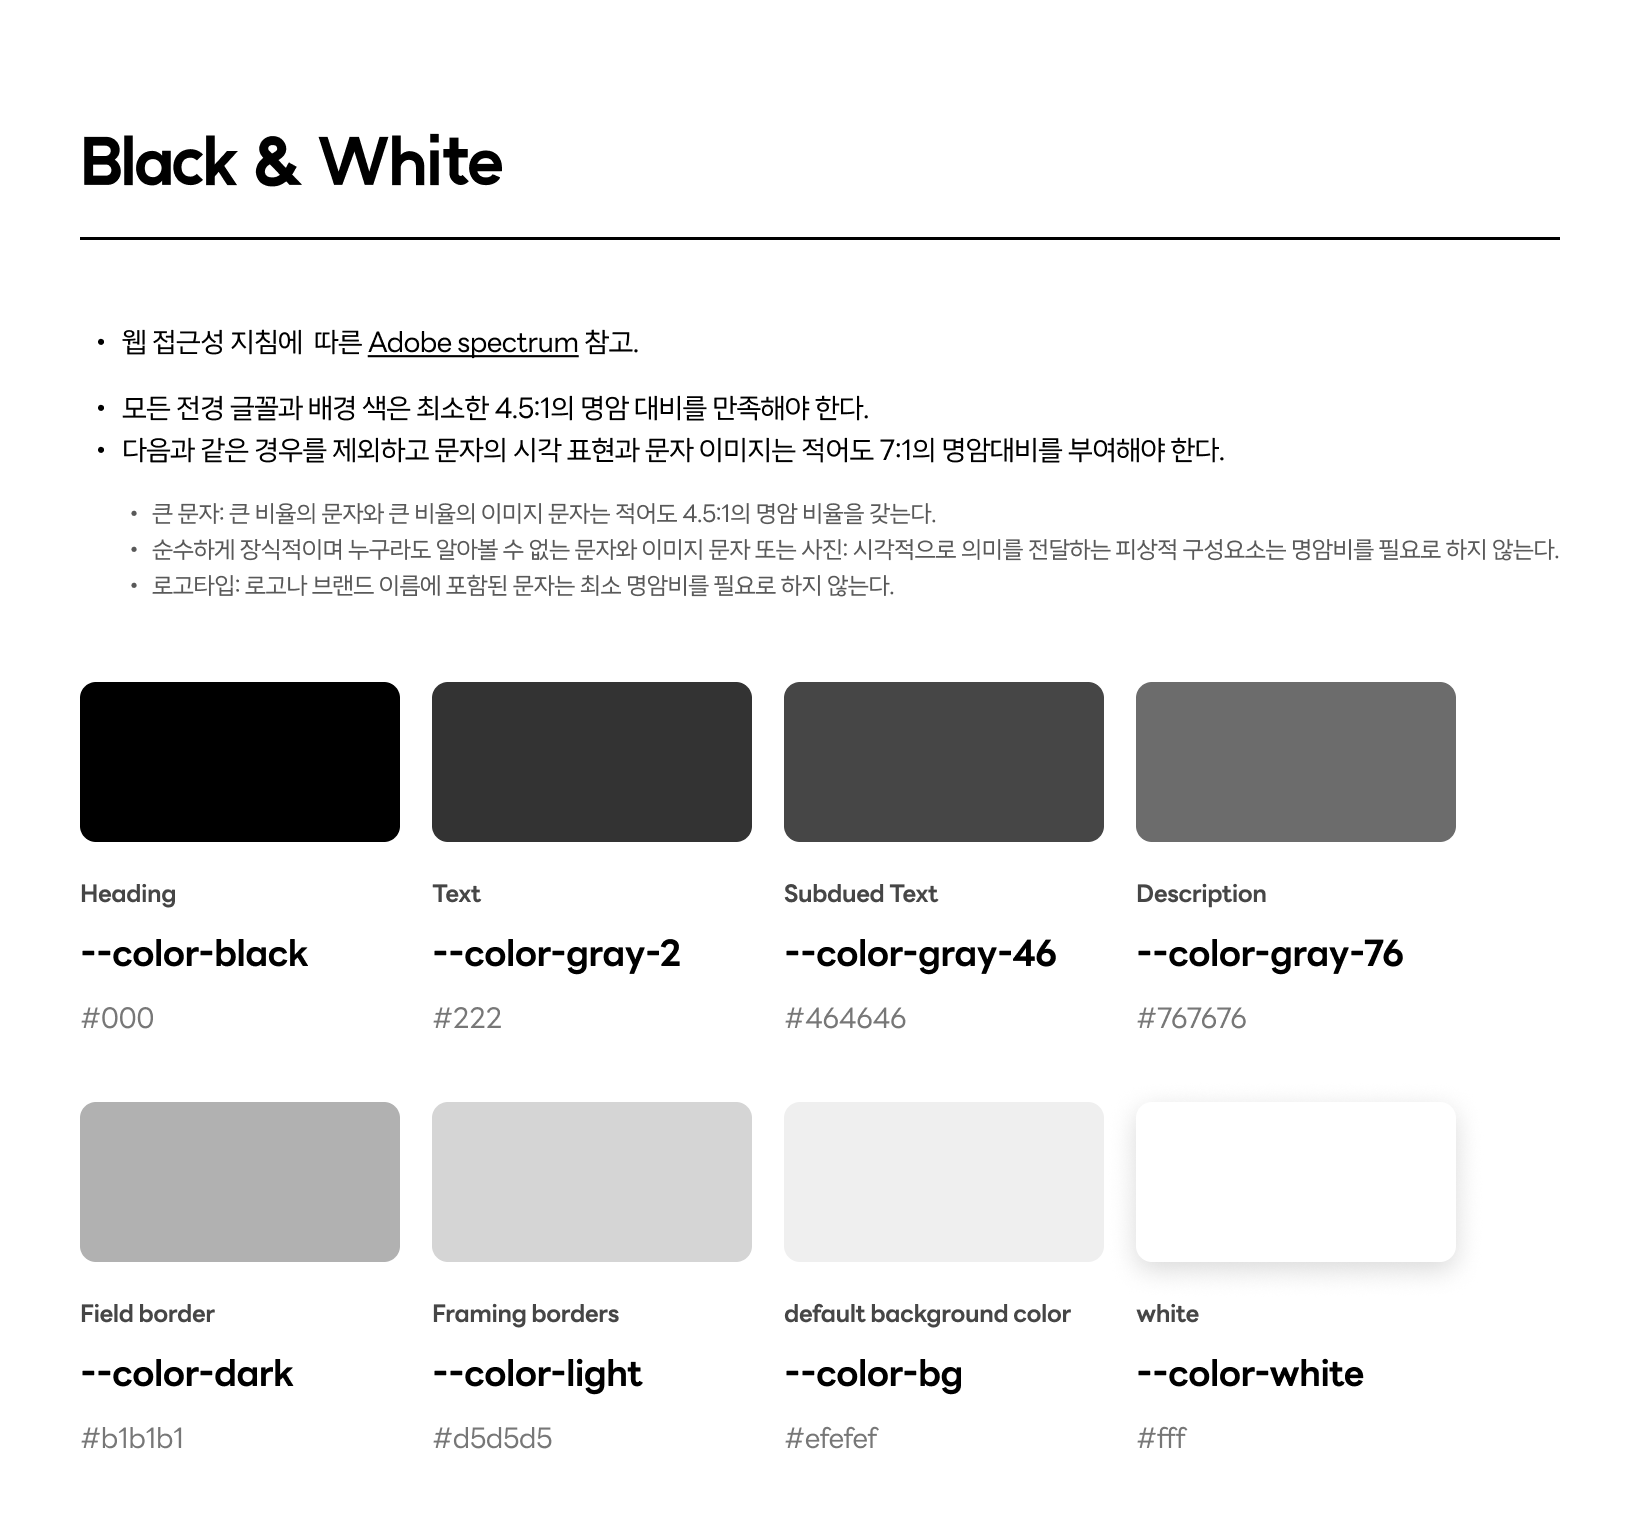 Black & White
• 웹 접근성 지침에 따른 Adobe spectrum 참고.
• 모든 전경 글꼴과 배경 색은 최소한 4.5:1의 명암 대비를 만족해야 한다.
• 다음과 같은 경우를 제외하고 문자의 시각 표현과 문자 이미지는 적어도 7:1의 명암대비를 부여해야 한다.
• 큰 문자: 큰 비율의 문자와 큰 비율의 이미지 문자는 적어도 4.5:1의 명암 비율을 갖는다.
• 순수하게 장식적이며 누구라도 알아볼 수 없는 문자와 이미지 문자 또는 사진: 시각적으로 의미를 전달하는 피상적 구성요소는 명암비를 필요로 하지 않는다.
• 로고타입: 로고나 브랜드 이름에 포함된 문자는 최소 명암비를 필요로 하지 않는다.
Heading
--color-black
#000
Text
--color-gray-2
#222
Subdued Text
--color-gray-46
#464646
Description
--color-gray-76
#767676
Field border
--color-dark
#b1b1b1
Framing borders
--color-light
#d5d5d5
default background color
--color-bg
#efefef
white
--color-white
#fff